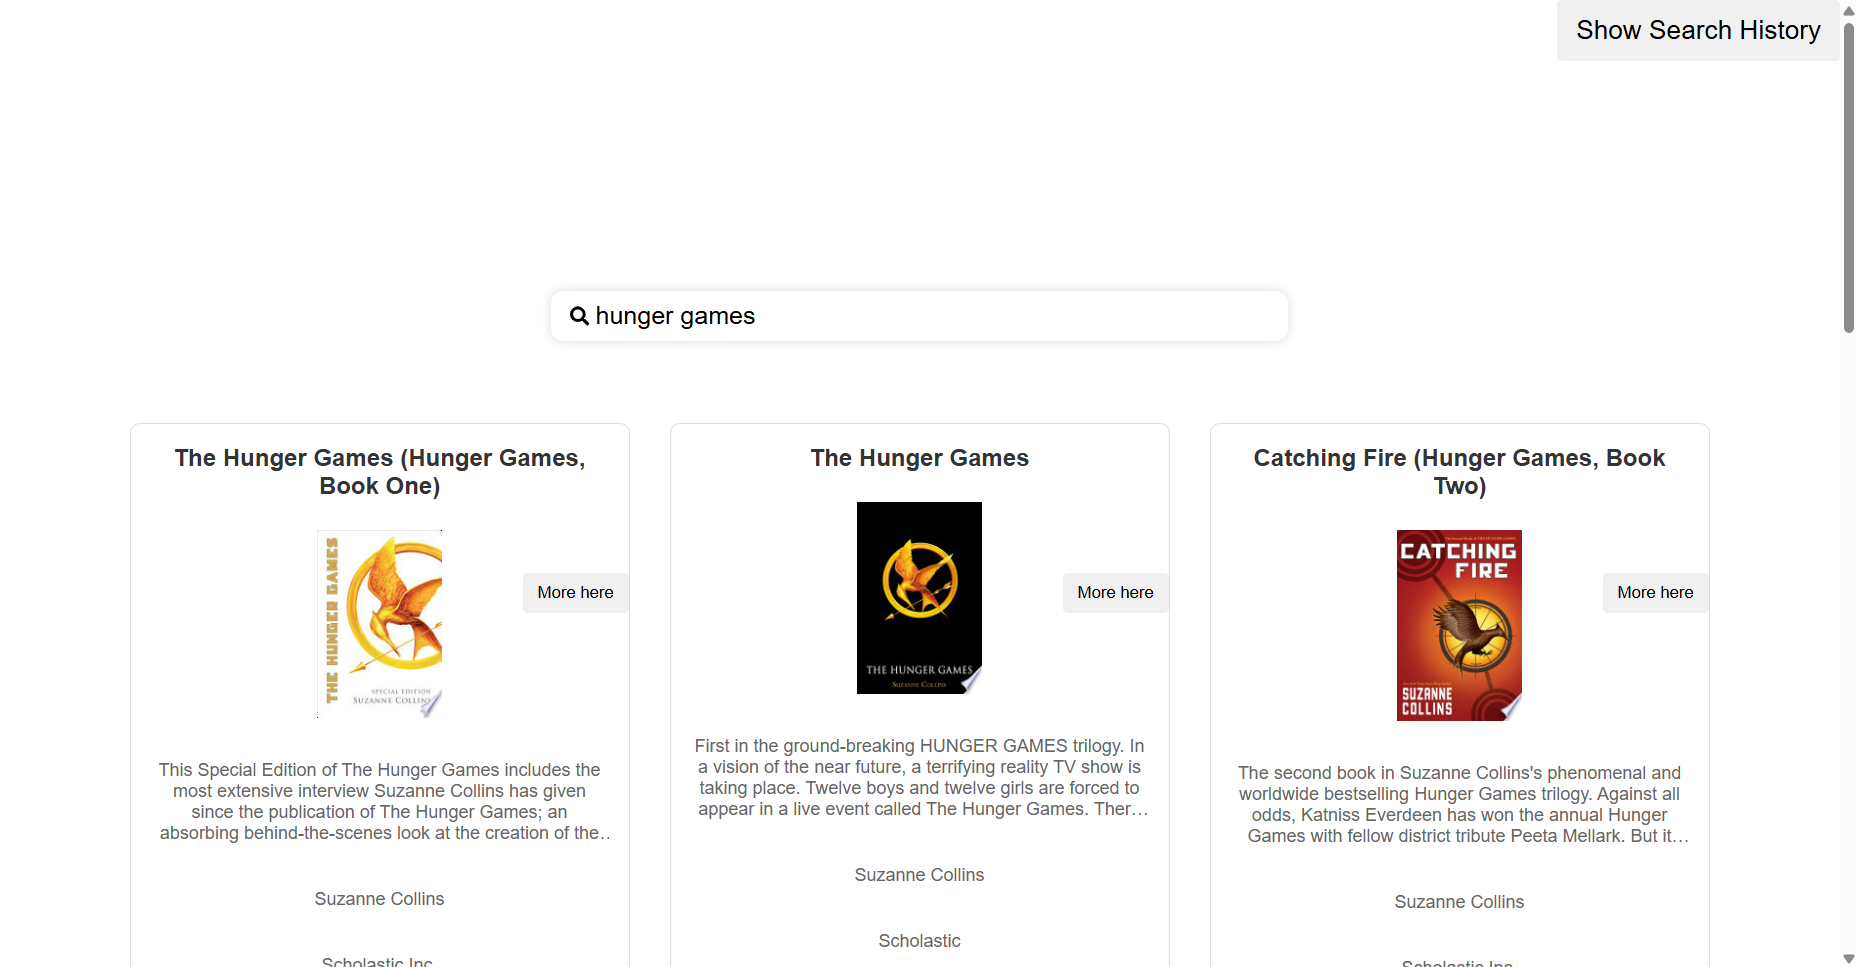 Show Search History
hunger games
The Hunger Games (Hunger Games,
Book One)
THE HUNGER GAMES
SPECIAL EDITION
SUZANNE COLLINS
More here
This Special Edition of The Hunger Games includes the
most extensive interview Suzanne Collins has given
since the publication of The Hunger Games; an
absorbing behind-the-scenes look at the creation of the…
Suzanne Collins
Scholastic Inc.
The Hunger Games
THE HUNGER GAMES
SUZANNE COLLINS
More here
First in the ground-breaking HUNGER GAMES trilogy. In
a vision of the near future, a terrifying reality TV show is
taking place. Twelve boys and twelve girls are forced to
appear in a live event called The Hunger Games. Ther…
Suzanne Collins
Scholastic
Catching Fire (Hunger Games, Book
Two)
CATCHING
FIRE
SUZANNE
COLLINS
More here
The second book in Suzanne Collins's phenomenal and
worldwide bestselling Hunger Games trilogy. Against all
odds, Katniss Everdeen has won the annual Hunger
Games with fellow district tribute Peeta Mellark. But it…
Suzanne Collins
Scholastic Inc.